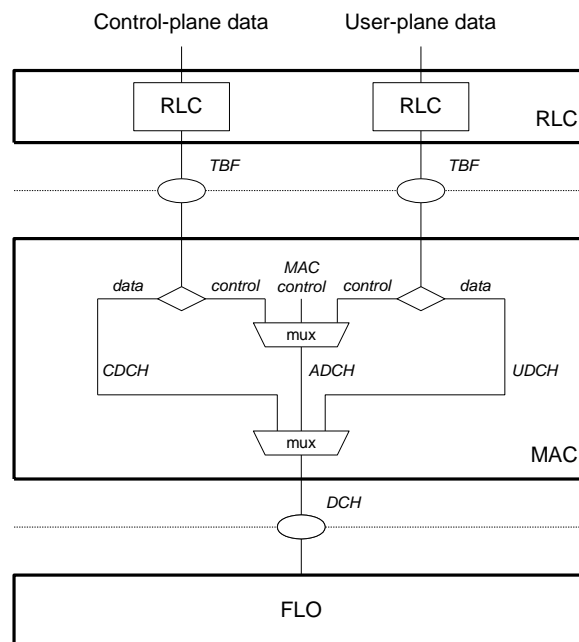 Control-plane data
User-plane data
RLC
RLC
RLC
TBF
TBF
data
control
MAC
control
control
data
mux
CDCH
ADCH
UDCH
mux
MAC
DCH
FLO